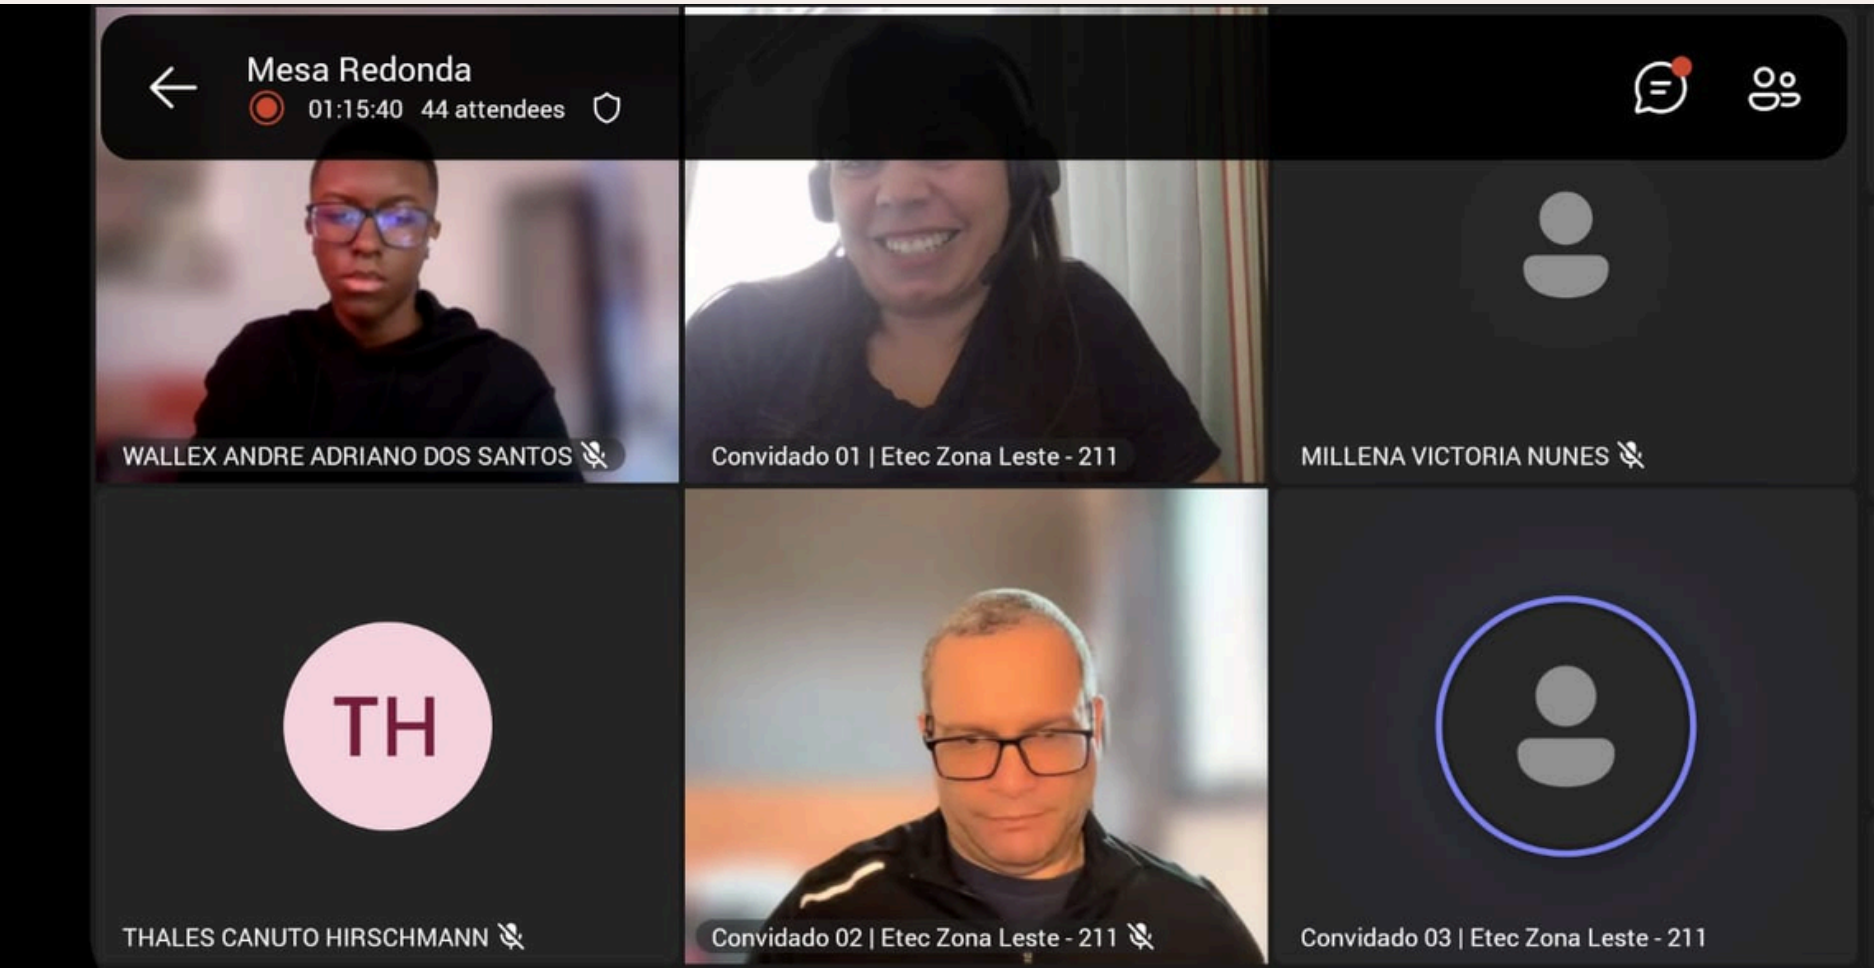 Mesa Redonda
01:15:40 44 attendees
WALLEX ANDRE ADRIANO DOS SANTOS
Convidado 01 | Etec Zona Leste - 211
MILLENA VICTORIA NUNES
TH
THALES CANUTO HIRSCHMANN
Convidado 02 | Etec Zona Leste - 211
Convidado 03 | Etec Zona Leste - 211